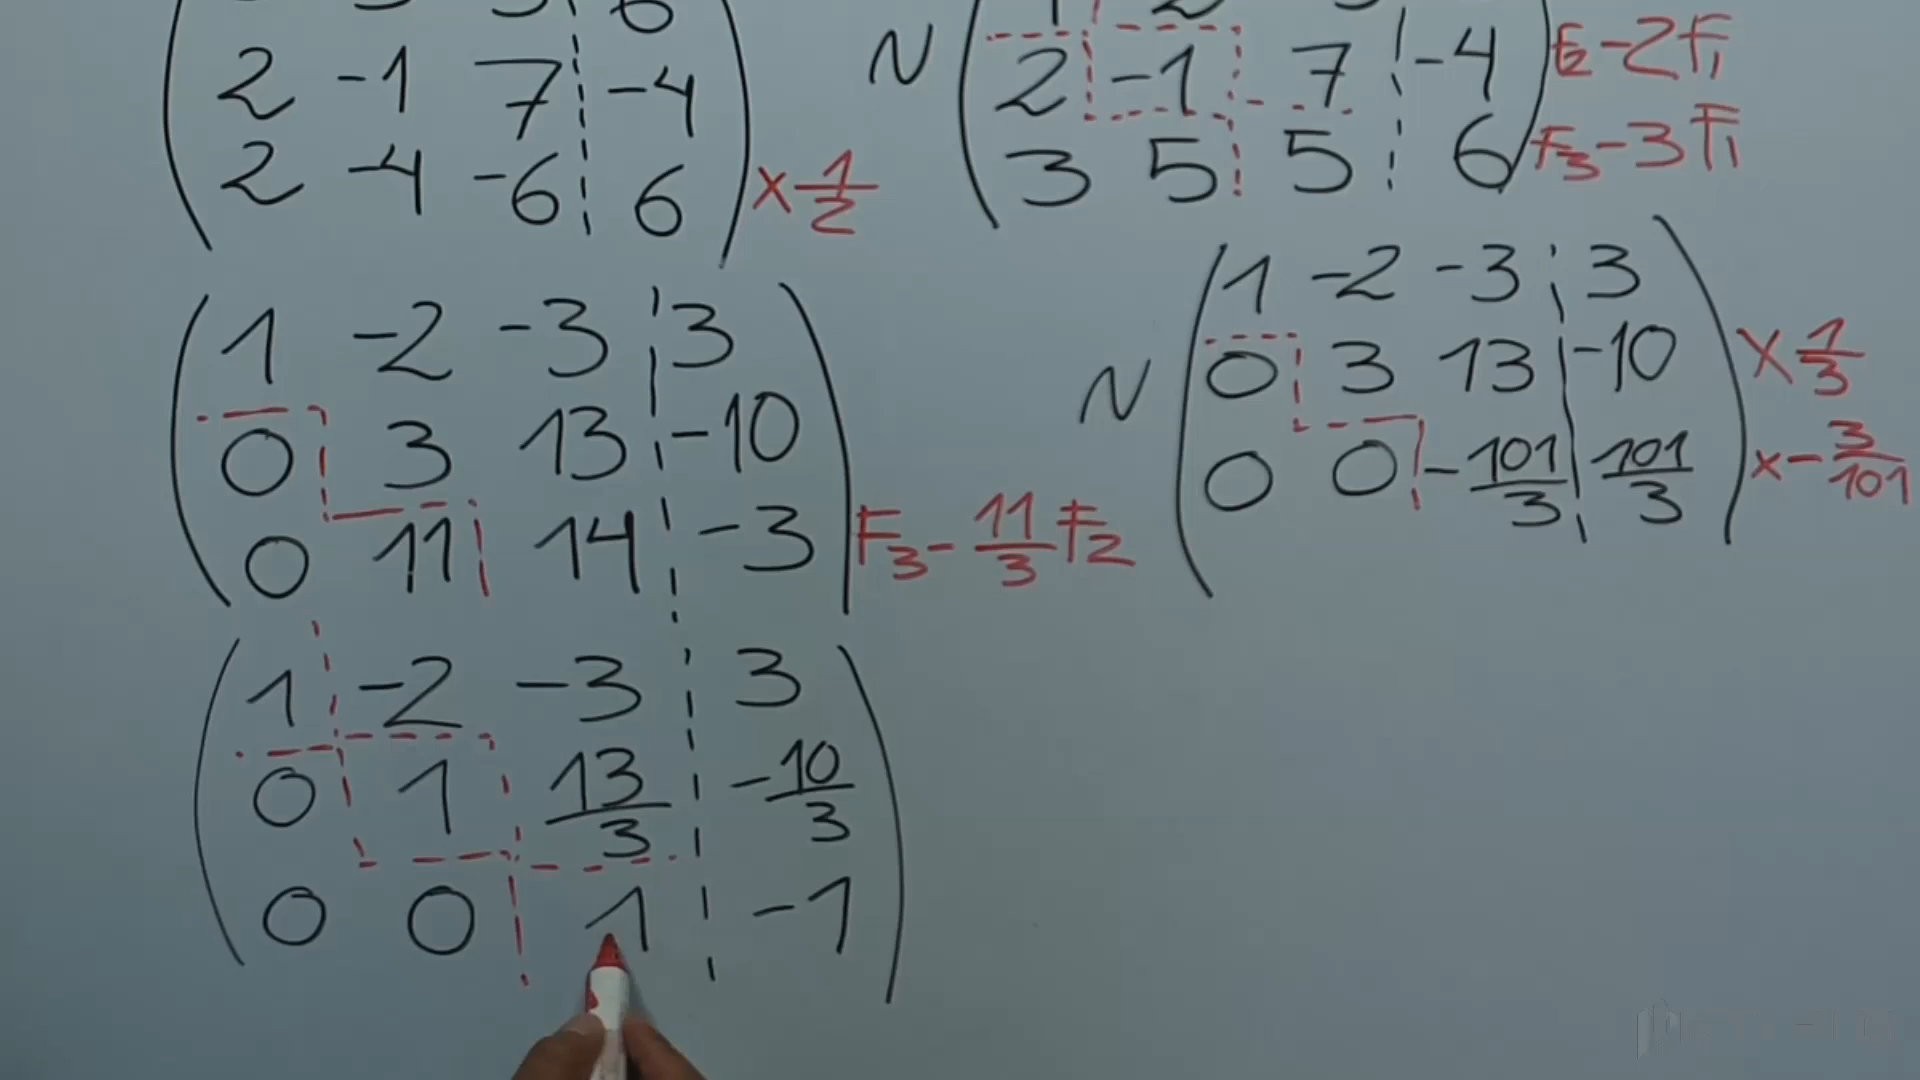 6
2 -1 7 -4
2 -4 -6 6 × 1/2
N
2 -1 7 -4 F2 - 2F1
3 5 5 6 F3 - 3F1
1 -2 -3 3
0 3 13 -10
0 11 14 -3 F3 - 11/3 F2
N
1 -2 -3 3
0 3 13 -10 × 1/3
0 0 -101/3 101/3 × -3/101
1 -2 -3 3
0 1 13/3 -10/3
0 0 1 -1